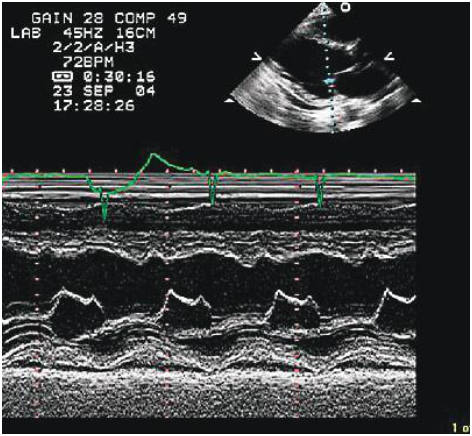 GAIN 28 COMP 49
LAB 45HZ 16CM
2/2/A/H3
72BPM
0:30:16
23 SEP 04
17:28:26
1 o